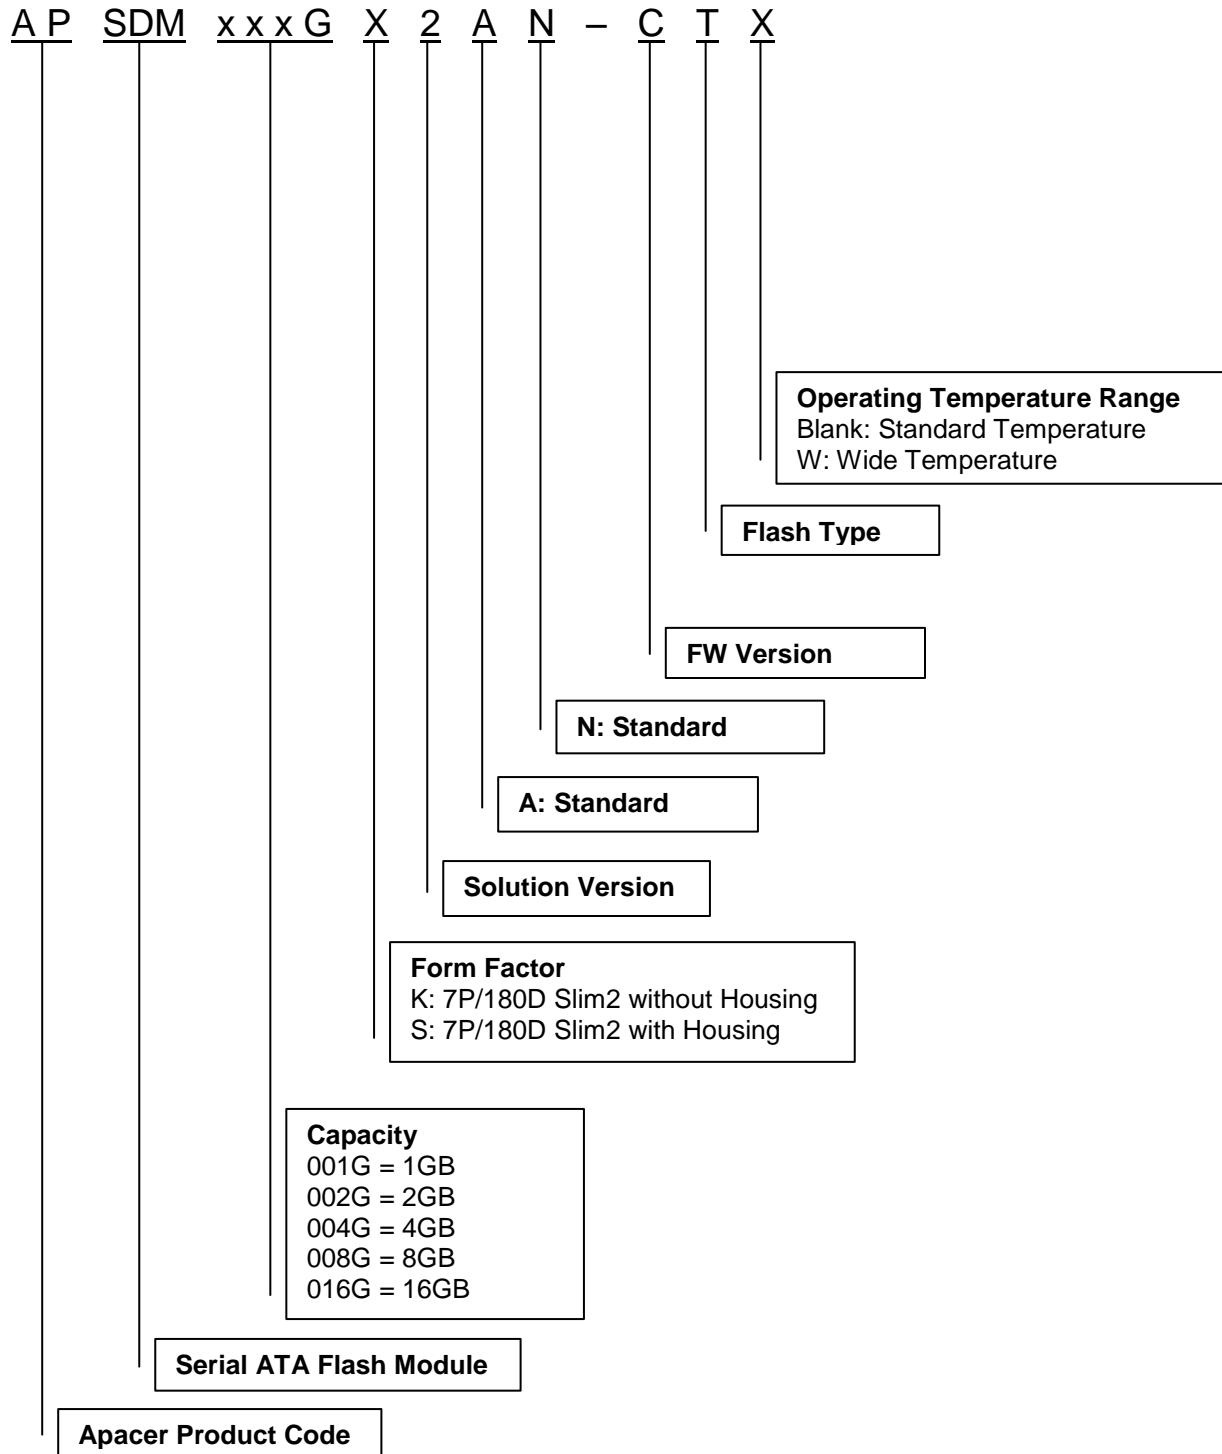 A P SDM x x x G X 2 A N – C T X
Operating Temperature Range
Blank: Standard Temperature
W: Wide Temperature
Flash Type
FW Version
N: Standard
A: Standard
Solution Version
Form Factor
K: 7P/180D Slim2 without Housing
S: 7P/180D Slim2 with Housing
Capacity
001G = 1GB
002G = 2GB
004G = 4GB
008G = 8GB
016G = 16GB
Serial ATA Flash Module
Apacer Product Code